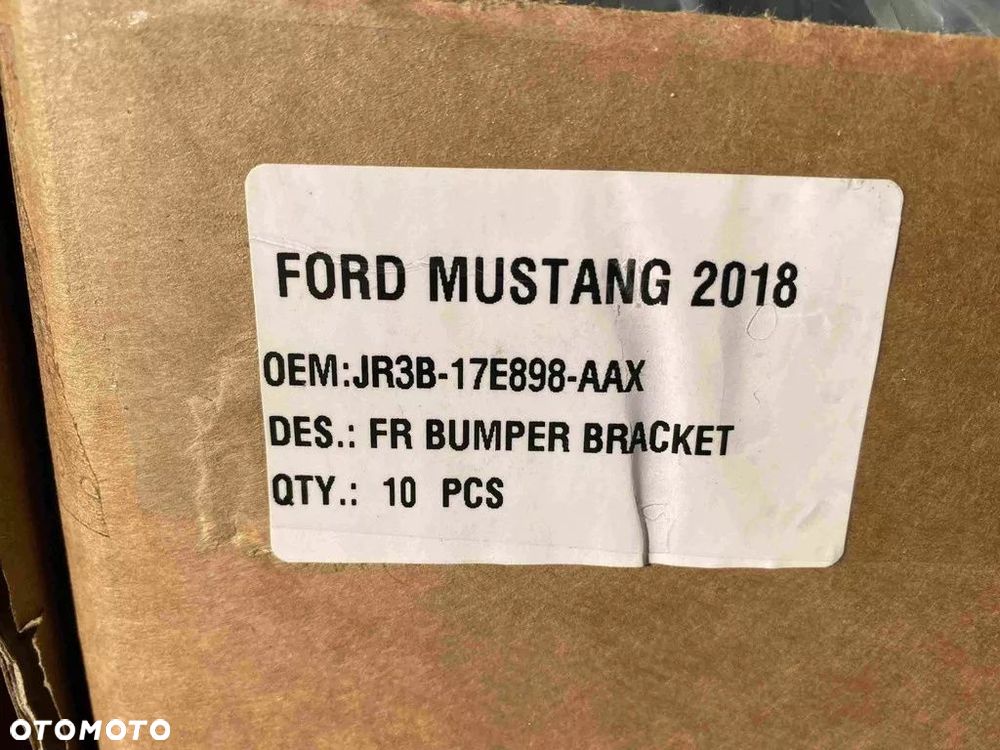 FORD MUSTANG 2018
OEM:JR3B-17E898-AAX
DES.: FR BUMPER BRACKET
QTY.: 10 PCS
OTOMOTO